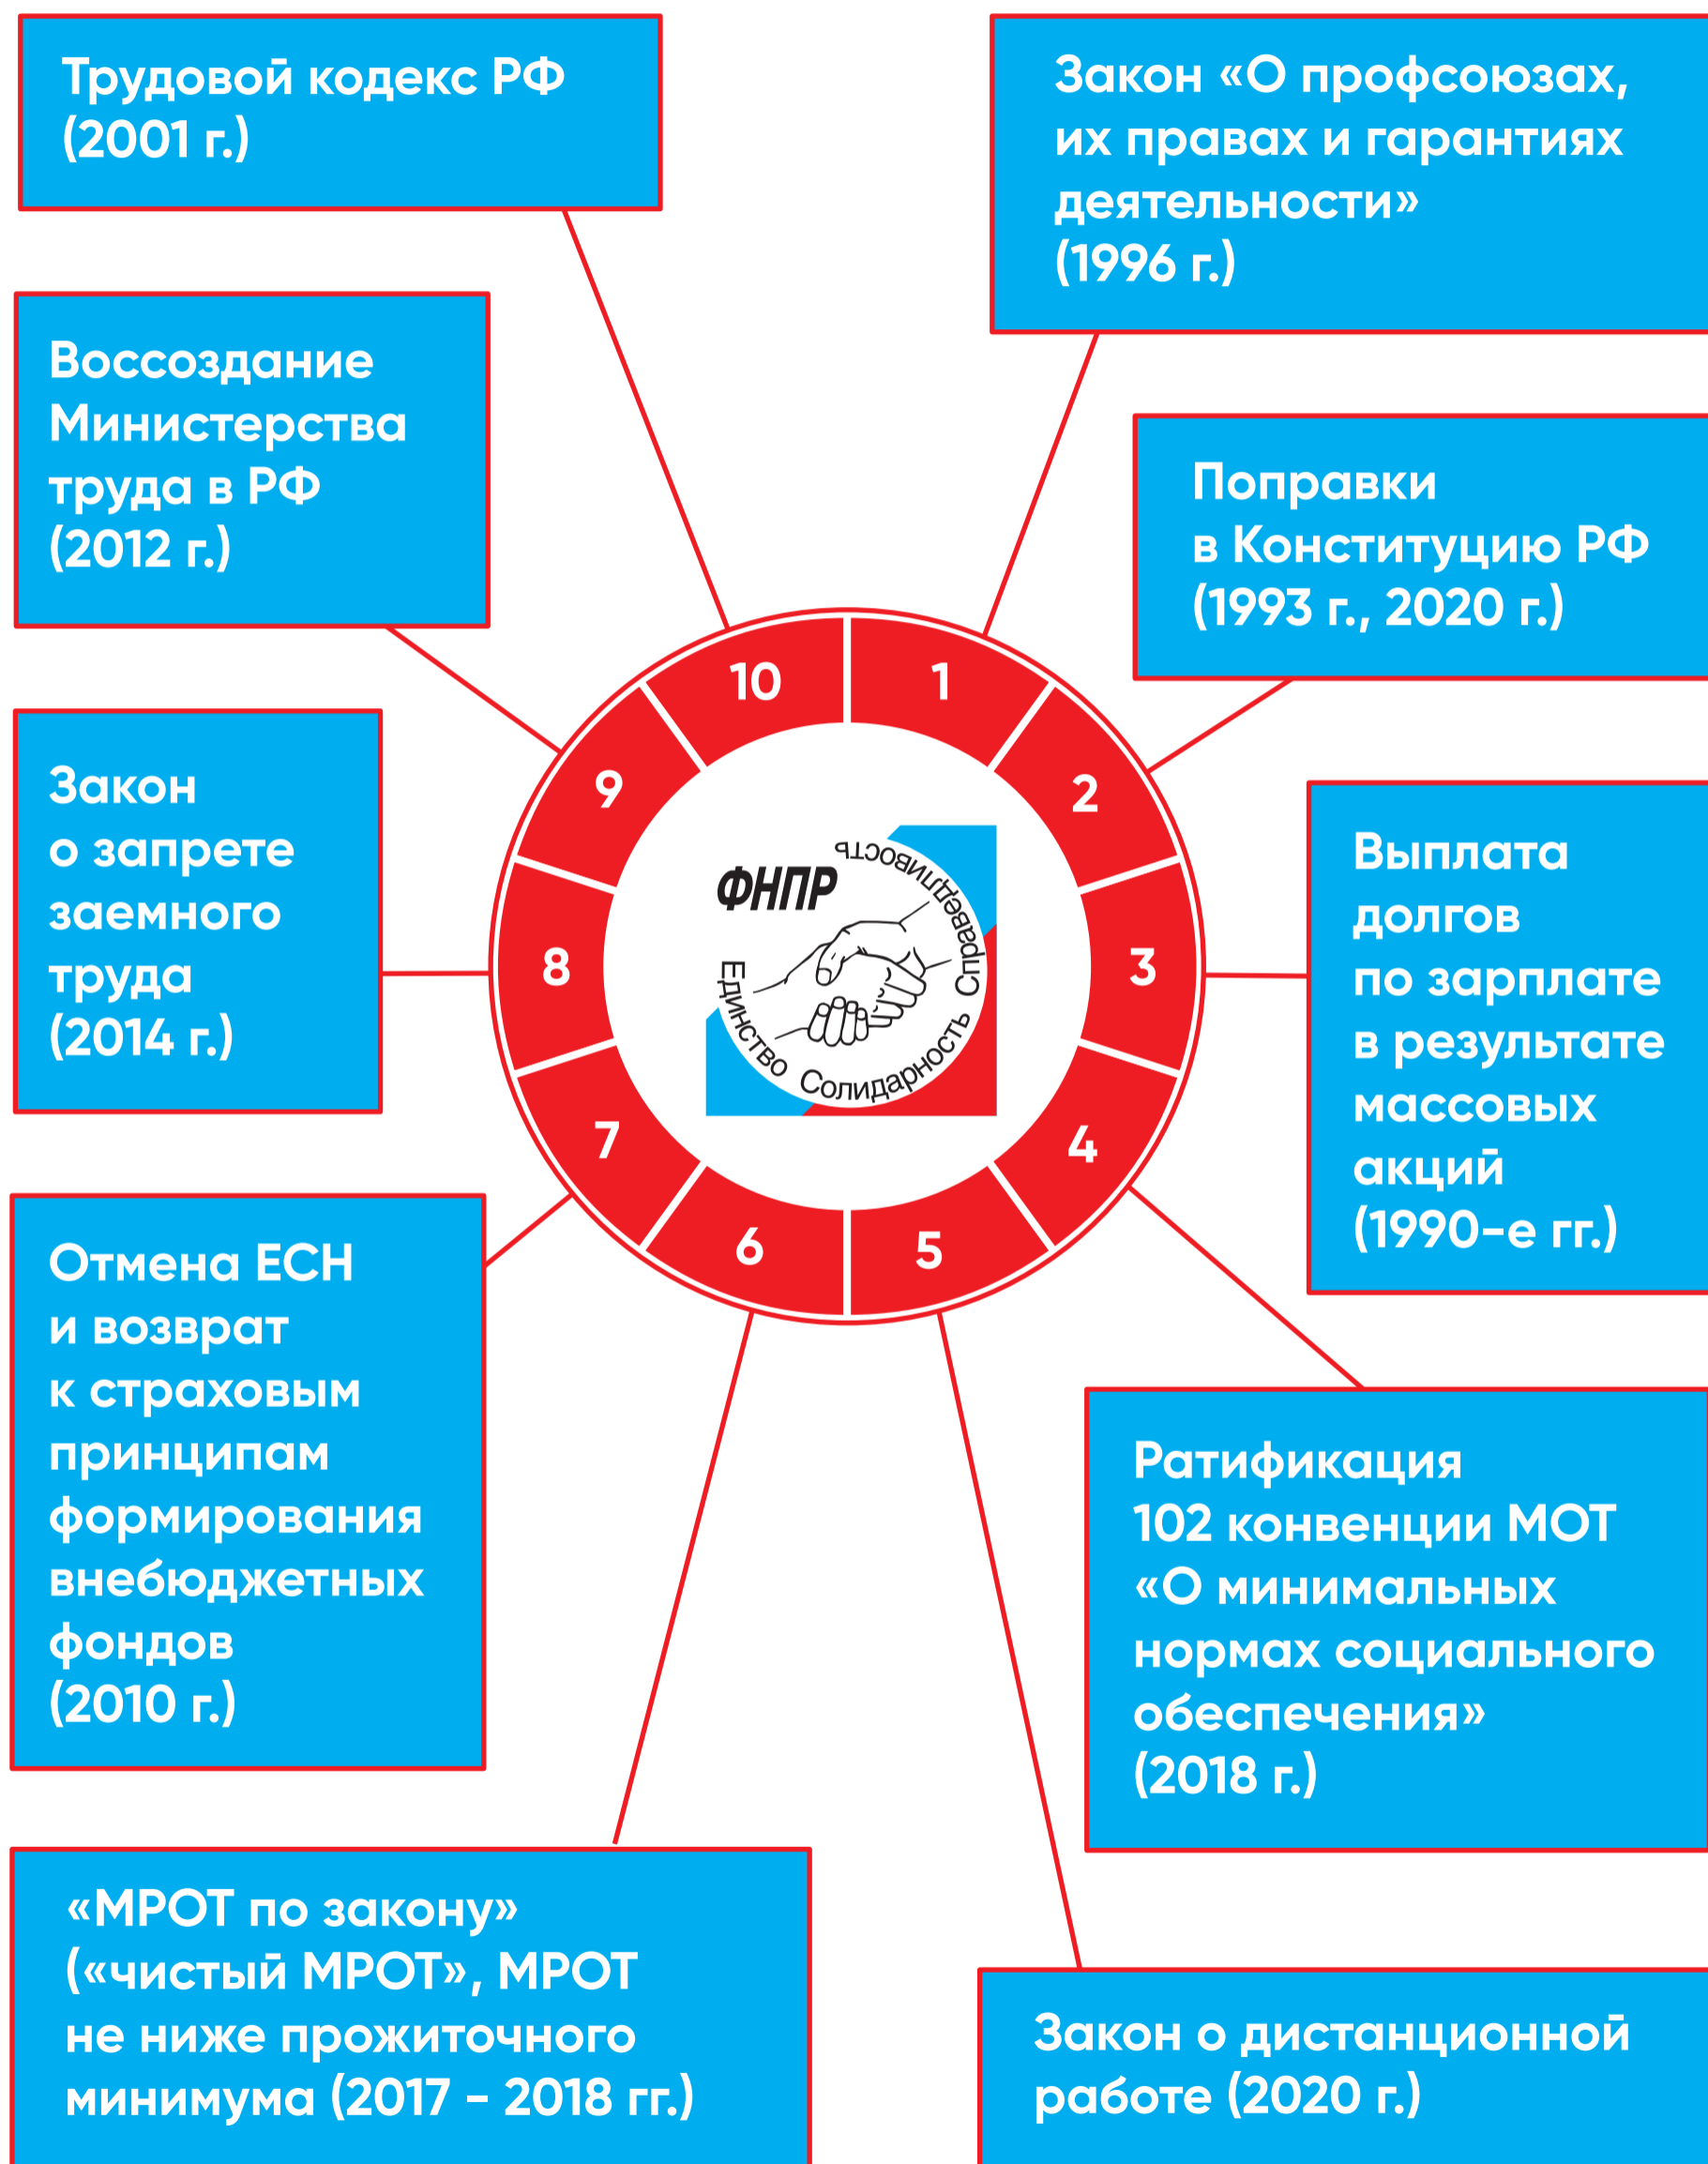 Трудовой кодекс РФ
(2001 г.)
Закон «О профсоюзах,
их правах и гарантиях
деятельности»
(1996 г.)
Воссоздание
Министерства
труда в РФ
(2012 г.)
Поправки
в Конституцию РФ
(1993 г., 2020 г.)
Закон
о запрете
заемного
труда
(2014 г.)
Выплата
долгов
по зарплате
в результате
массовых
акций
(1990-е гг.)
10
1
9
2
8
3
7
4
6
5
ФНПР
Единство Солидарность Справедливость
Отмена ЕСН
и возврат
к страховым
принципам
формирования
внебюджетных
фондов
(2010 г.)
Ратификация
102 конвенции МОТ
«О минимальных
нормах социального
обеспечения»
(2018 г.)
«МРОТ по закону»
(«чистый МРОТ», МРОТ
не ниже прожиточного
минимума (2017 - 2018 гг.)
Закон о дистанционной
работе (2020 г.)